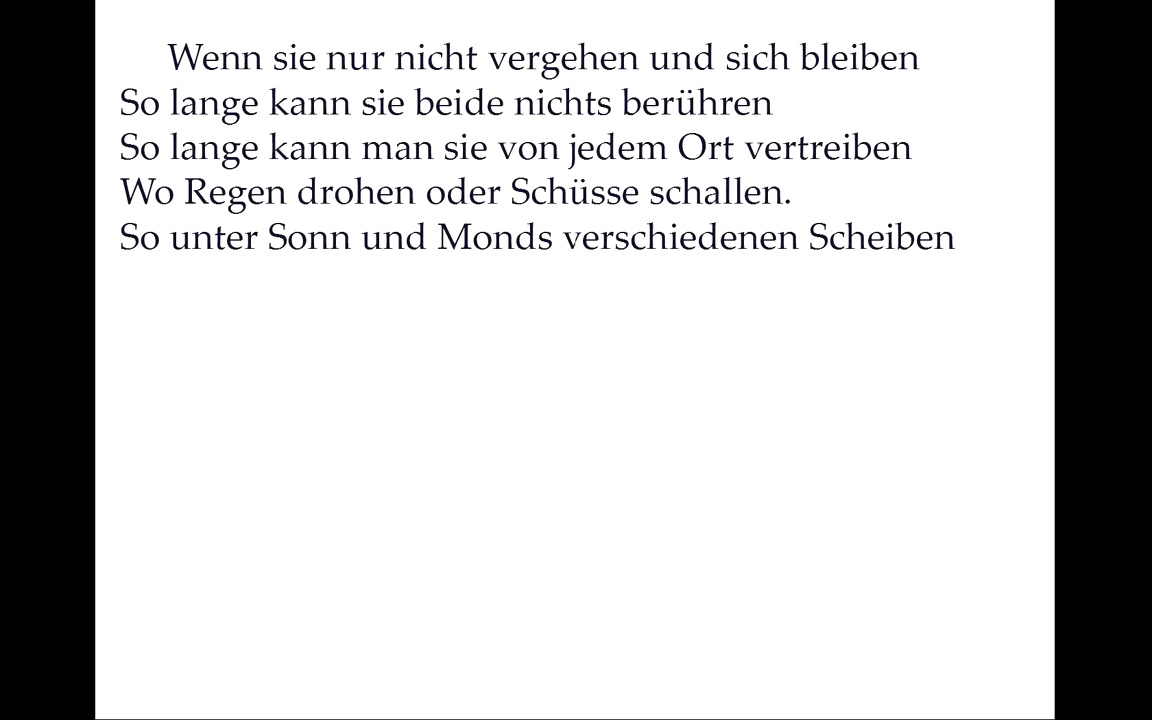 Wenn sie nur nicht vergehen und sich bleiben
So lange kann sie beide nichts berühren
So lange kann man sie von jedem Ort vertreiben
Wo Regen drohen oder Schüsse schallen.
So unter Sonn und Monds verschiedenen Scheiben